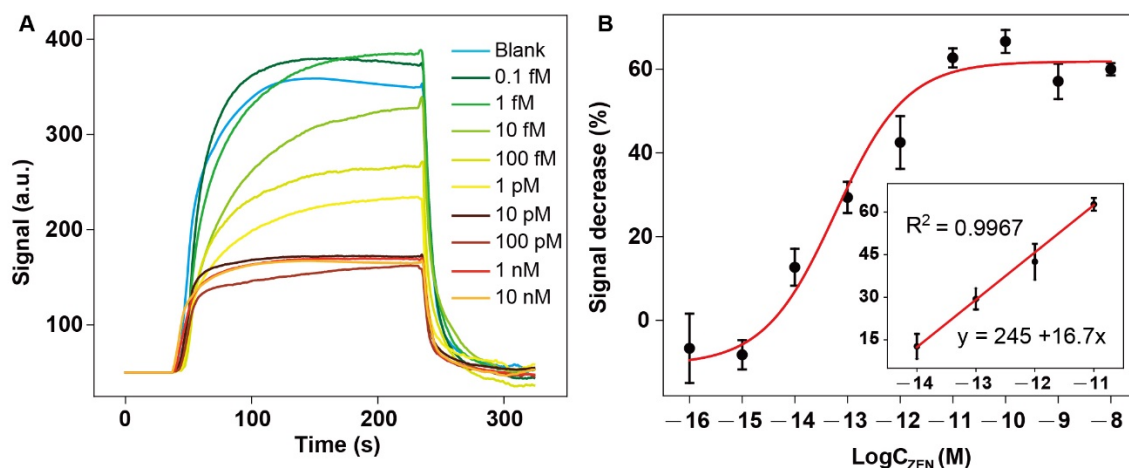 A
Signal (a.u.)
400
300
200
100
0
100
200
300
Time (s)
Blank
0.1 fM
1 fM
10 fM
100 fM
1 pM
10 pM
100 pM
1 nM
10 nM
B
Signal decrease (%)
60
40
20
0
−16
−15
−14
−13
−12
−11
−10
−9
−8
LogC_ZEN (M)
60
45
30
15
−14
−13
−12
−11
R² = 0.9967
y = 245 +16.7x